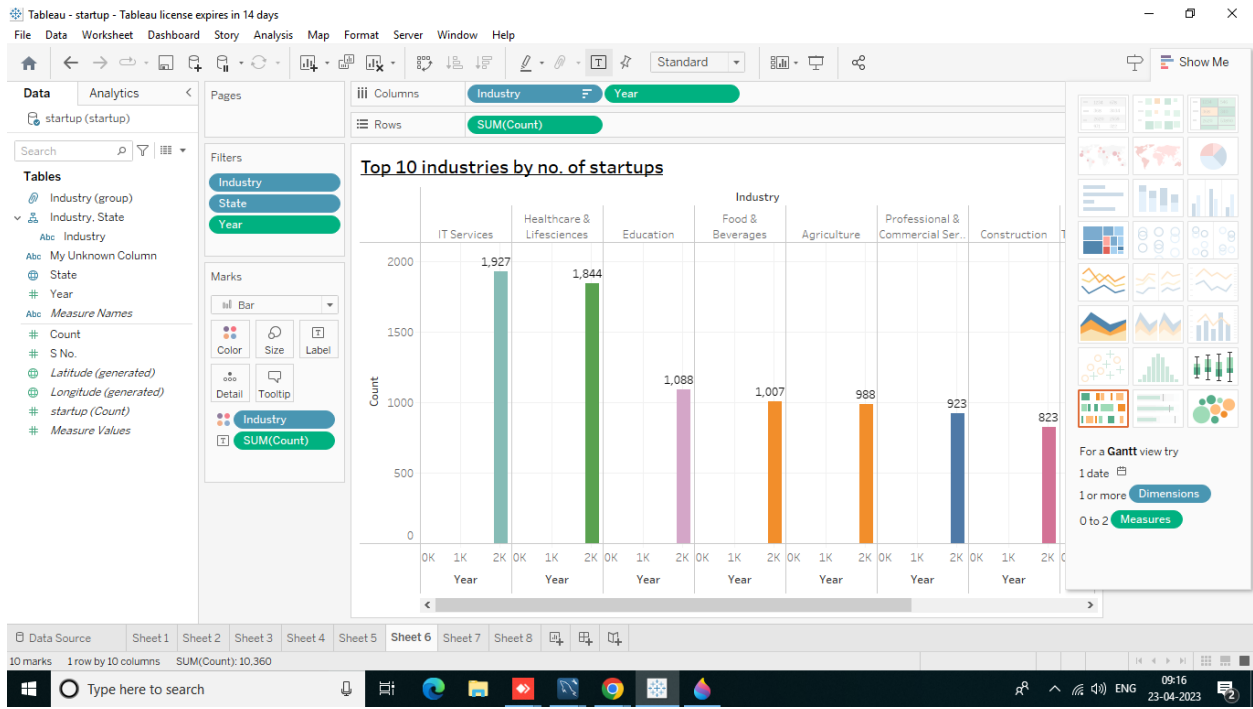 Tableau - startup - Tableau license expires in 14 days
File Data Worksheet Dashboard Story Analysis Map Format Server Window Help
Standard
Show Me
Data Analytics
startup (startup)
Search
Tables
Industry (group)
Industry, State
Abc Industry
Abc My Unknown Column
State
# Year
Abc Measure Names
# Count
# S No.
Latitude (generated)
Longitude (generated)
# startup (Count)
# Measure Values
Pages
Filters
Industry
State
Year
Marks
Bar
Color Size Label
Detail Tooltip
Industry
SUM(Count)
Columns Industry Year
Rows SUM(Count)
Top 10 industries by no. of startups
Industry
IT Services
Healthcare &
Lifesciences
Education
Food &
Beverages
Agriculture
Professional &
Commercial Ser..
Construction
Count
2000
1500
1000
500
0
1,927
1,844
1,088
1,007
988
923
823
0K 1K 2K 0K 1K 2K 0K 1K 2K 0K 1K 2K 0K 1K 2K 0K 1K 2K 0K 1K 2K
Year Year Year Year Year Year Year
For a Gantt view try
1 date
1 or more Dimensions
0 to 2 Measures
Data Source Sheet 1 Sheet 2 Sheet 3 Sheet 4 Sheet 5 Sheet 6 Sheet 7 Sheet 8
10 marks 1 row by 10 columns SUM(Count): 10,360
Type here to search
ENG
09:16
23-04-2023
2